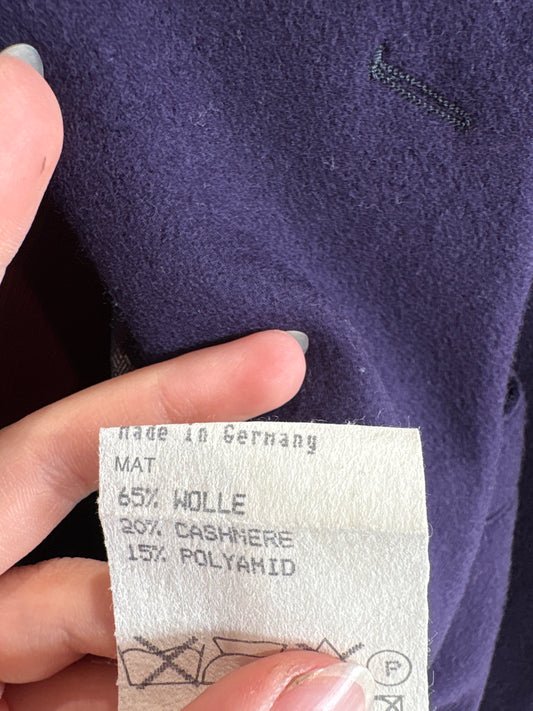 Made in Germany
MAT
65% WOLLE
20% CASHMERE
15% POLYAMID
P